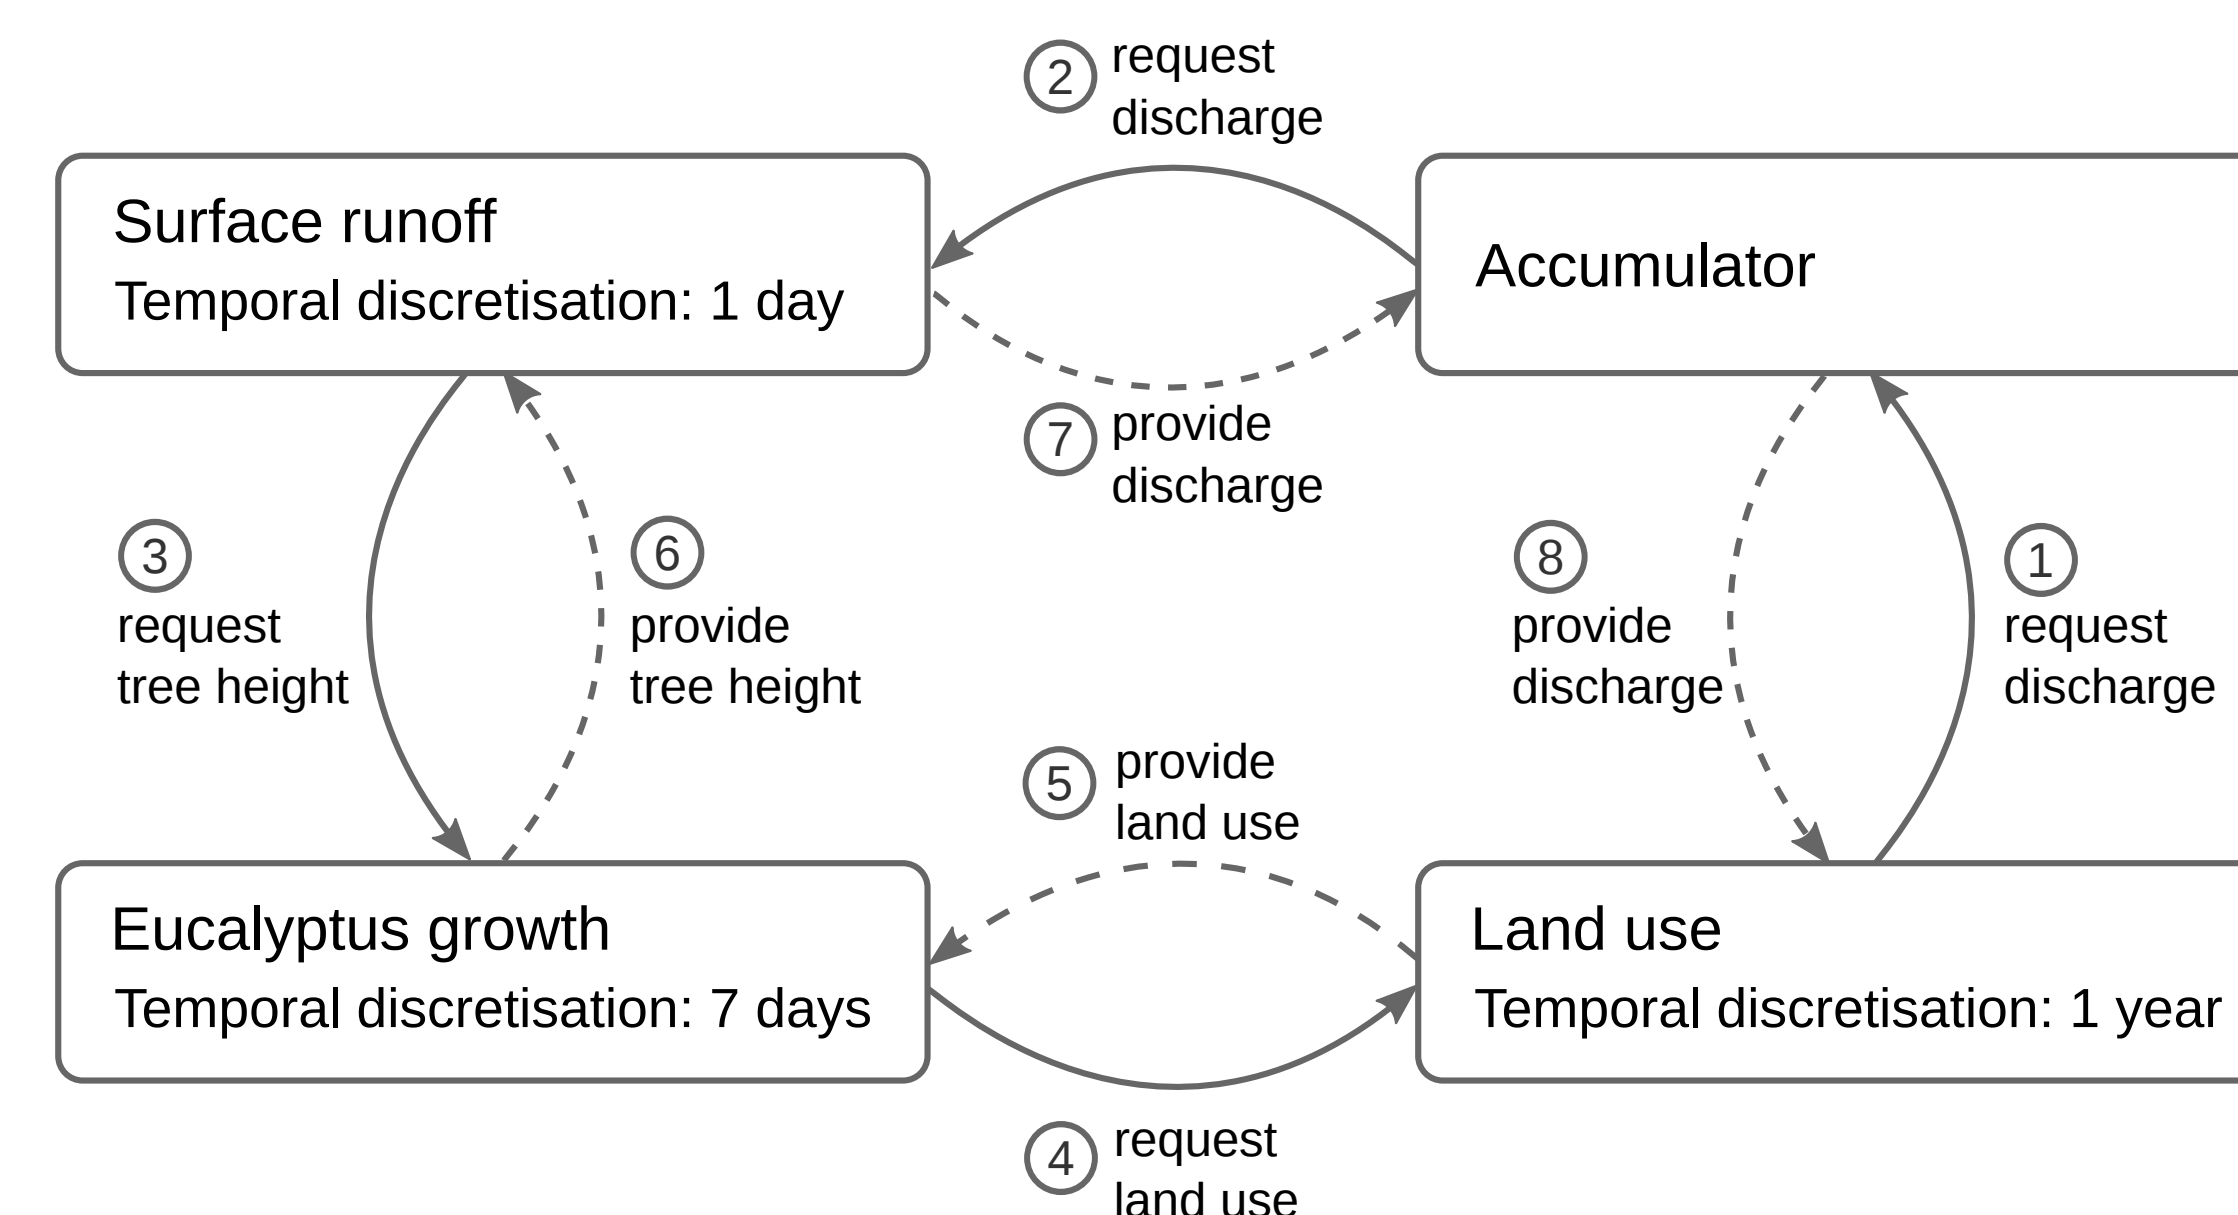 2
request
discharge
Surface runoff
Temporal discretisation: 1 day
Accumulator
7
provide
discharge
3
request
tree height
6
provide
tree height
8
provide
discharge
1
request
discharge
5
provide
land use
Eucalyptus growth
Temporal discretisation: 7 days
Land use
Temporal discretisation: 1 year
4
request
land use